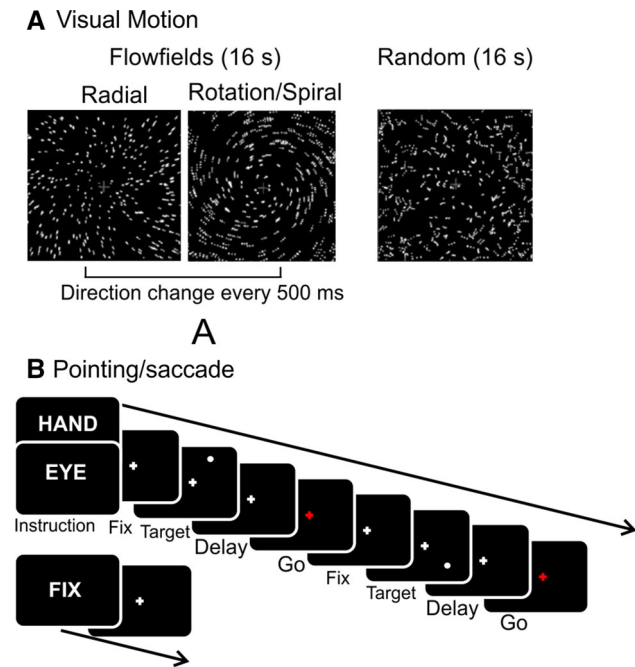 A Visual Motion
Flowfields (16 s) Random (16 s)
Radial Rotation/Spiral
Direction change every 500 ms
A
B Pointing/saccade
HAND
EYE
Instruction Fix Target Delay Go Fix Target Delay Go
FIX